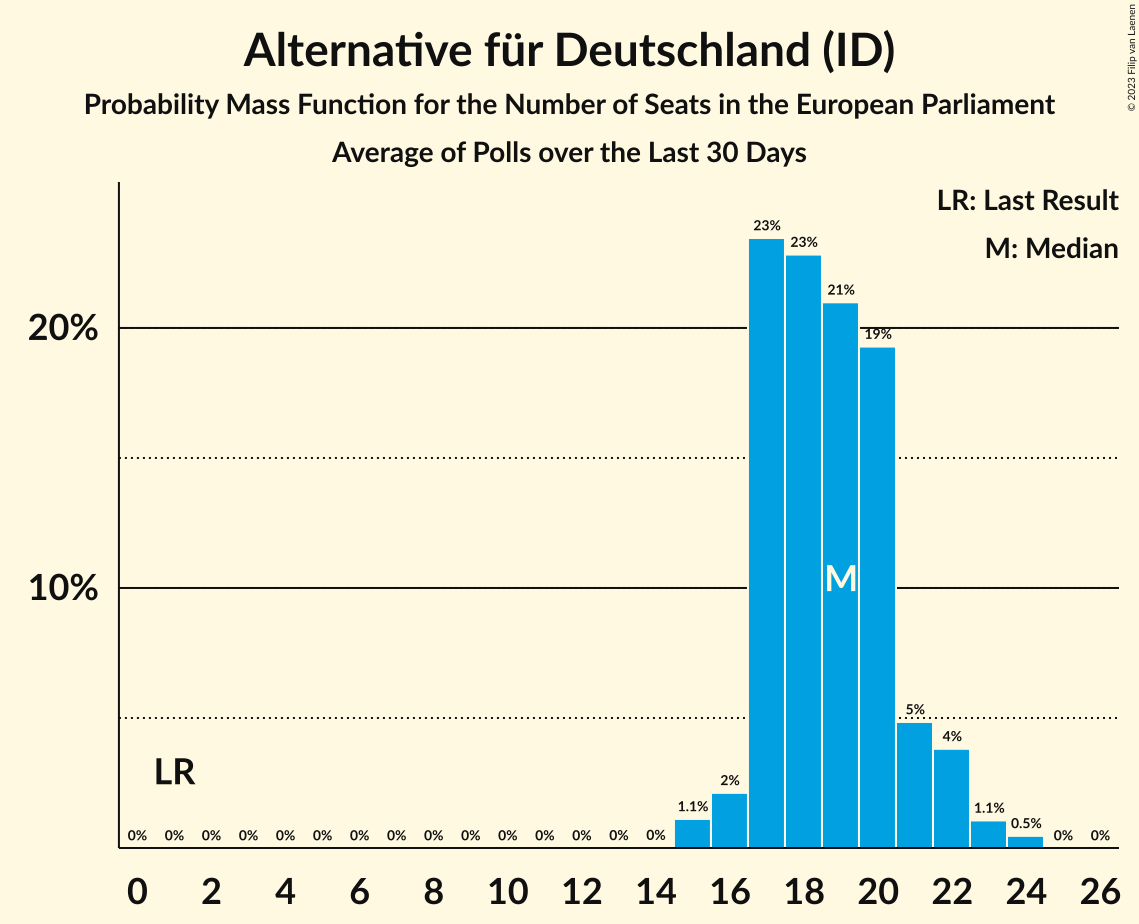 Alternative für Deutschland (ID)
Probability Mass Function for the Number of Seats in the European Parliament
Average of Polls over the Last 30 Days
© 2023 Filip van Laenen
LR: Last Result
M: Median
20%
10%
LR
M
0% 0% 0% 0% 0% 0% 0% 0% 0% 0% 0% 0% 0% 0% 0% 1.1% 2% 23% 23% 21% 19% 5% 4% 1.1% 0.5% 0% 0%
0 2 4 6 8 10 12 14 16 18 20 22 24 26